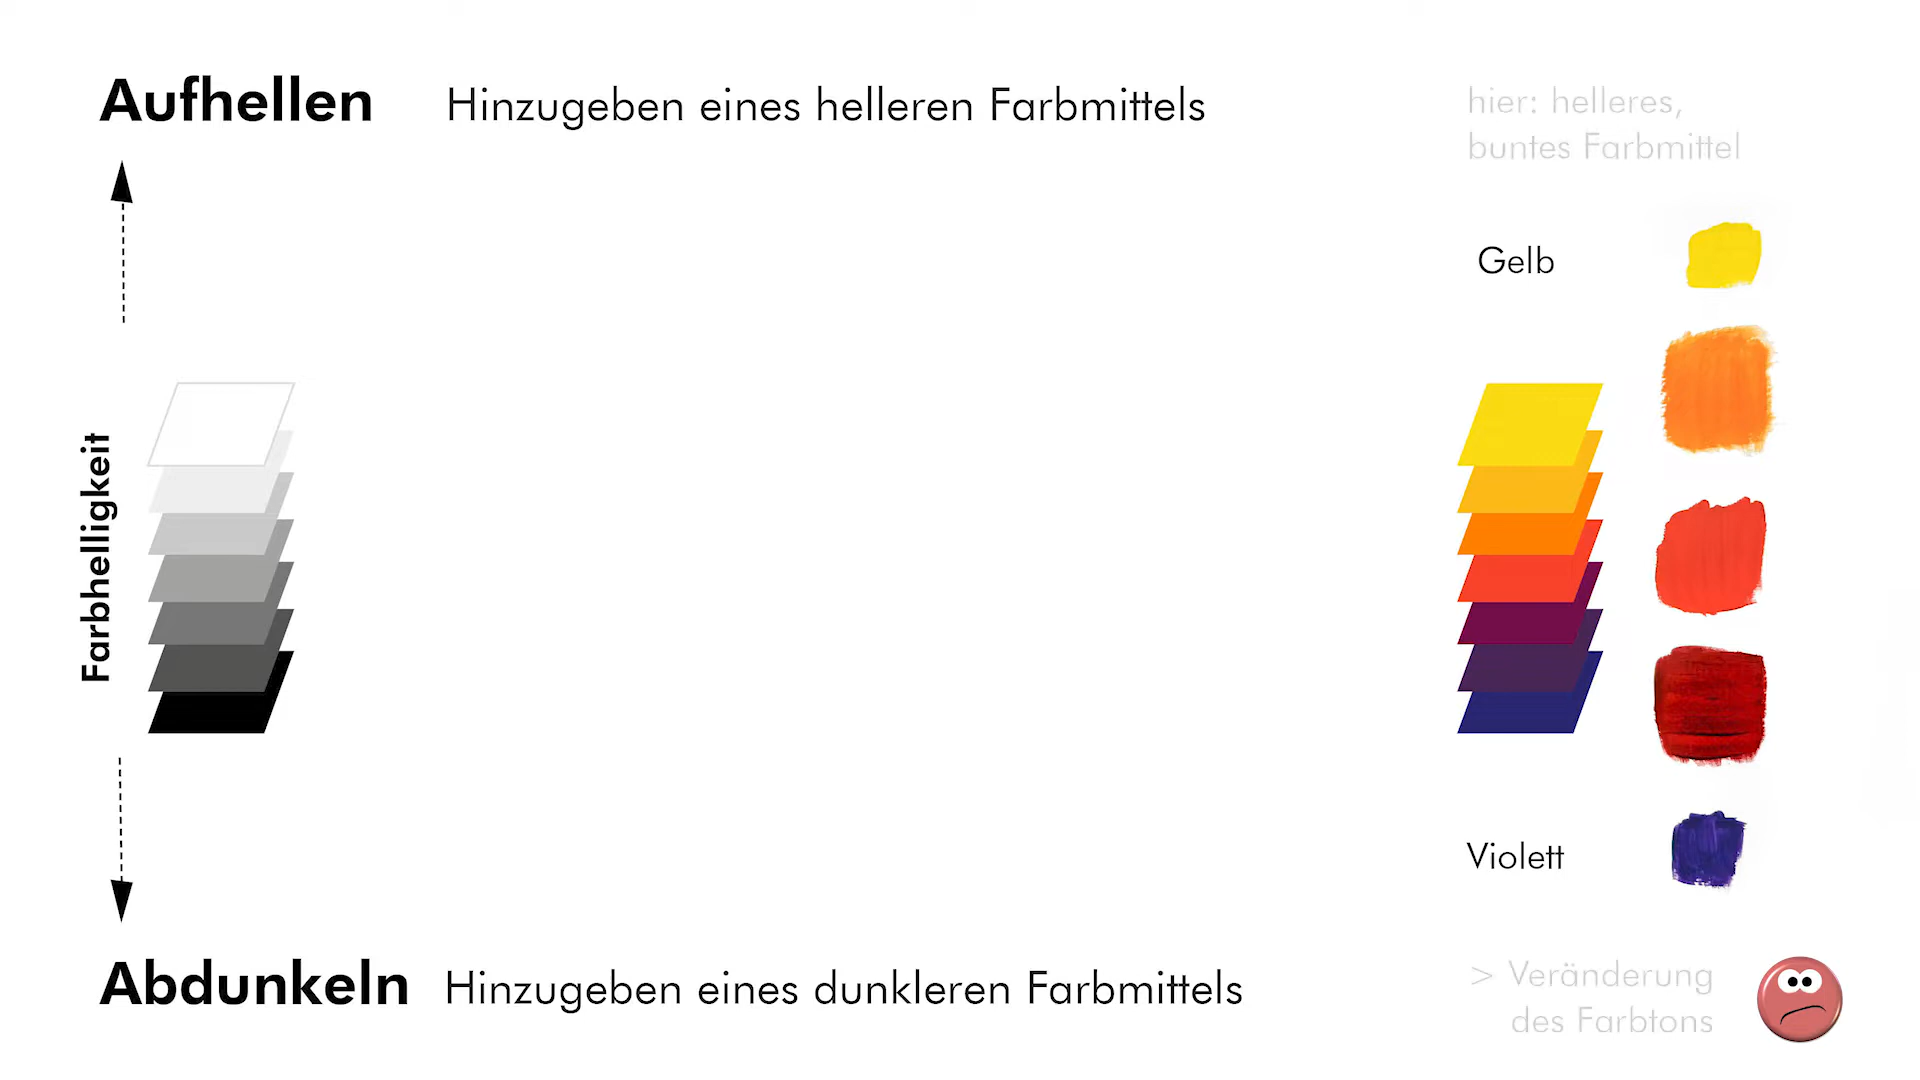 Aufhellen
Hinzugeben eines helleren Farbmittels
hier: helleres,
buntes Farbmittel
Gelb
Farbhelligkeit
Violett
Abdunkeln
Hinzugeben eines dunkleren Farbmittels
> Veränderung
des Farbtons